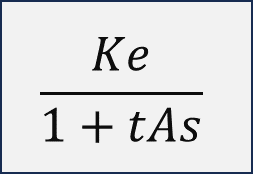 Ke
1 + tAs